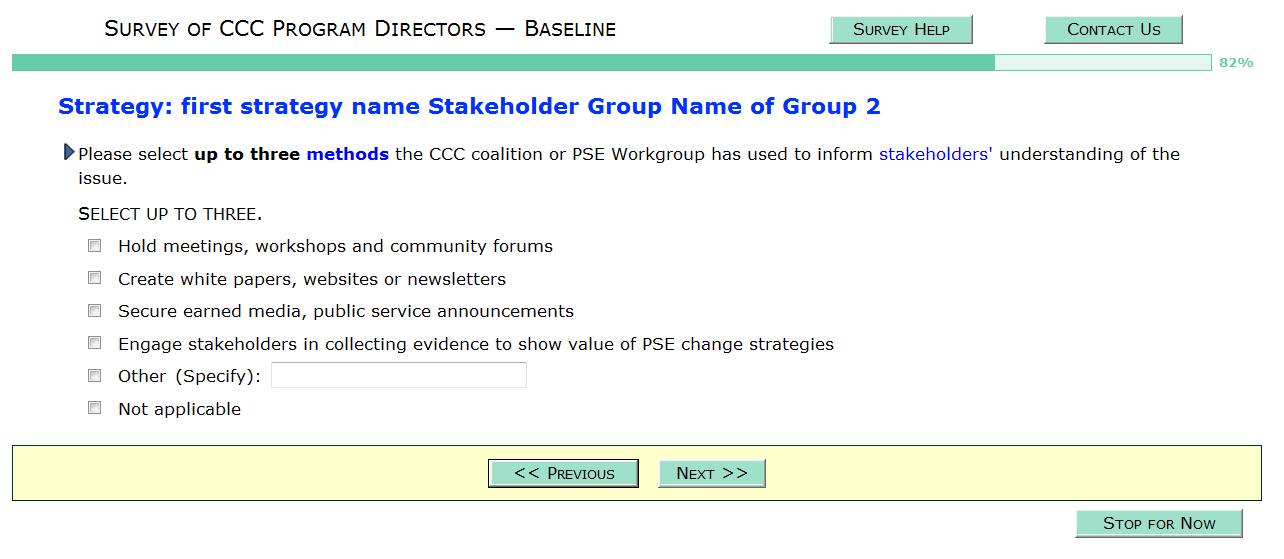 SURVEY OF CCC PROGRAM DIRECTORS — BASELINE
SURVEY HELP
CONTACT US
82%
Strategy: first strategy name Stakeholder Group Name of Group 2
Please select up to three methods the CCC coalition or PSE Workgroup has used to inform stakeholders' understanding of the
issue.
SELECT UP TO THREE.
Hold meetings, workshops and community forums
Create white papers, websites or newsletters
Secure earned media, public service announcements
Engage stakeholders in collecting evidence to show value of PSE change strategies
Other (Specify):
Not applicable
<< PREVIOUS
NEXT >>
STOP FOR NOW